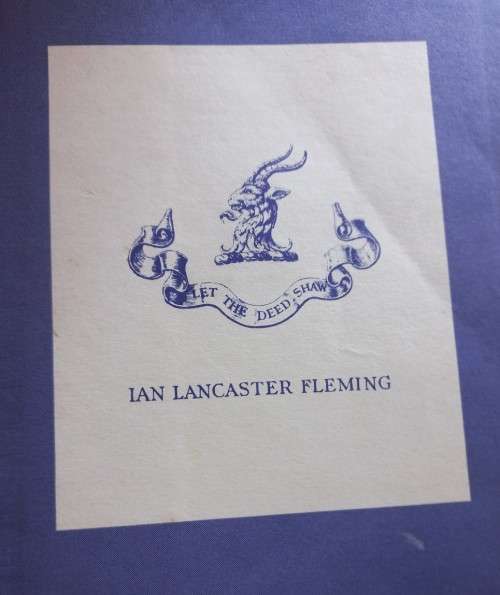 LET THE DEED SHAW
IAN LANCASTER FLEMING